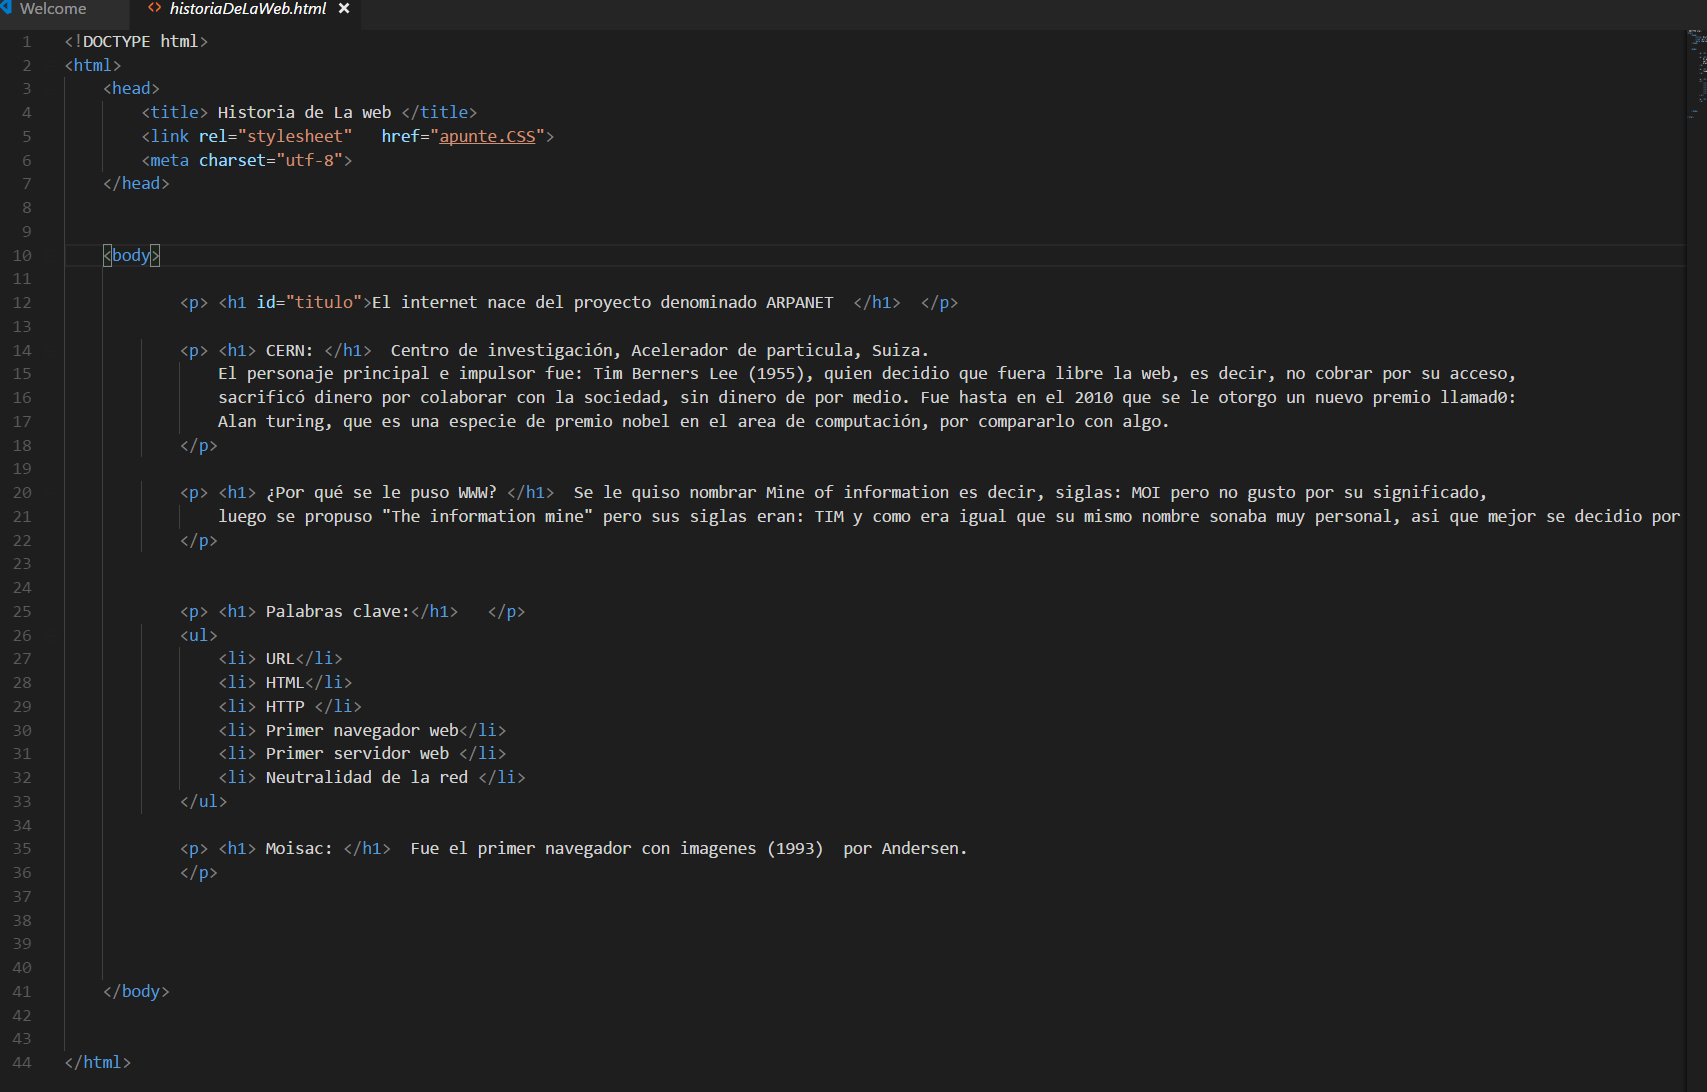 Welcome <> historiaDeLaWeb.html ×
1 <!DOCTYPE html>
2 <html>
3 <head>
4 <title> Historia de La web </title>
5 <link rel="stylesheet"   href="apunte.CSS">
6 <meta charset="utf-8">
7 </head>
8
9
10 <body>
11
12 <p> <h1 id="titulo">El internet nace del proyecto denominado ARPANET  </h1>  </p>
13
14 <p> <h1> CERN: </h1>  Centro de investigación, Acelerador de particula, Suiza.
15 El personaje principal e impulsor fue: Tim Berners Lee (1955), quien decidio que fuera libre la web, es decir, no cobrar por su acceso,
16 sacrificó dinero por colaborar con la sociedad, sin dinero de por medio. Fue hasta en el 2010 que se le otorgo un nuevo premio llamad0:
17 Alan turing, que es una especie de premio nobel en el area de computación, por compararlo con algo.
18 </p>
19
20 <p> <h1> ¿Por qué se le puso WWW? </h1>  Se le quiso nombrar Mine of information es decir, siglas: MOI pero no gusto por su significado,
21 luego se propuso "The information mine" pero sus siglas eran: TIM y como era igual que su mismo nombre sonaba muy personal, asi que mejor se decidio por
22 </p>
23
24
25 <p> <h1> Palabras clave:</h1>   </p>
26 <ul>
27 <li> URL</li>
28 <li> HTML</li>
29 <li> HTTP </li>
30 <li> Primer navegador web</li>
31 <li> Primer servidor web </li>
32 <li> Neutralidad de la red </li>
33 </ul>
34
35 <p> <h1> Moisac: </h1>  Fue el primer navegador con imagenes (1993)  por Andersen.
36 </p>
37
38
39
40
41 </body>
42
43
44 </html>